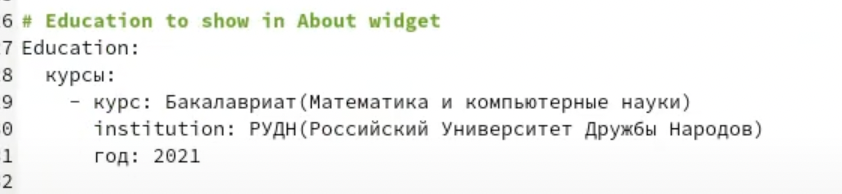 6 # Education to show in About widget
7 Education:
8   курсы:
9     - курс: Бакалавриат(Математика и компьютерные науки)
0       institution: РУДН(Российский Университет Дружбы Народов)
1       год: 2021
2